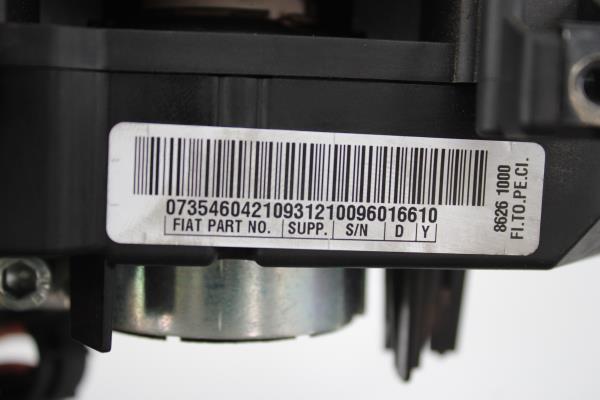 07354604210931210096016610
FIAT PART NO. SUPP. S/N D Y
8626 1000
FI.TO.PE.CI.